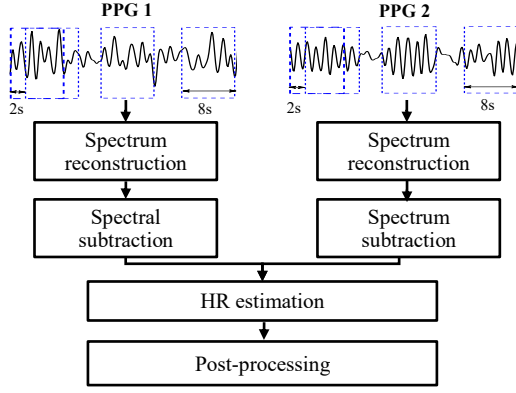 PPG 1
PPG 2
2s
8s
2s
8s
Spectrum
reconstruction
Spectrum
reconstruction
Spectral
subtraction
Spectrum
subtraction
HR estimation
Post-processing